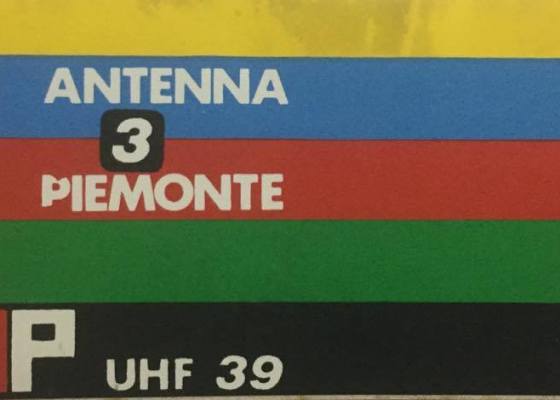 ANTENNA
3
PIEMONTE
P UHF 39